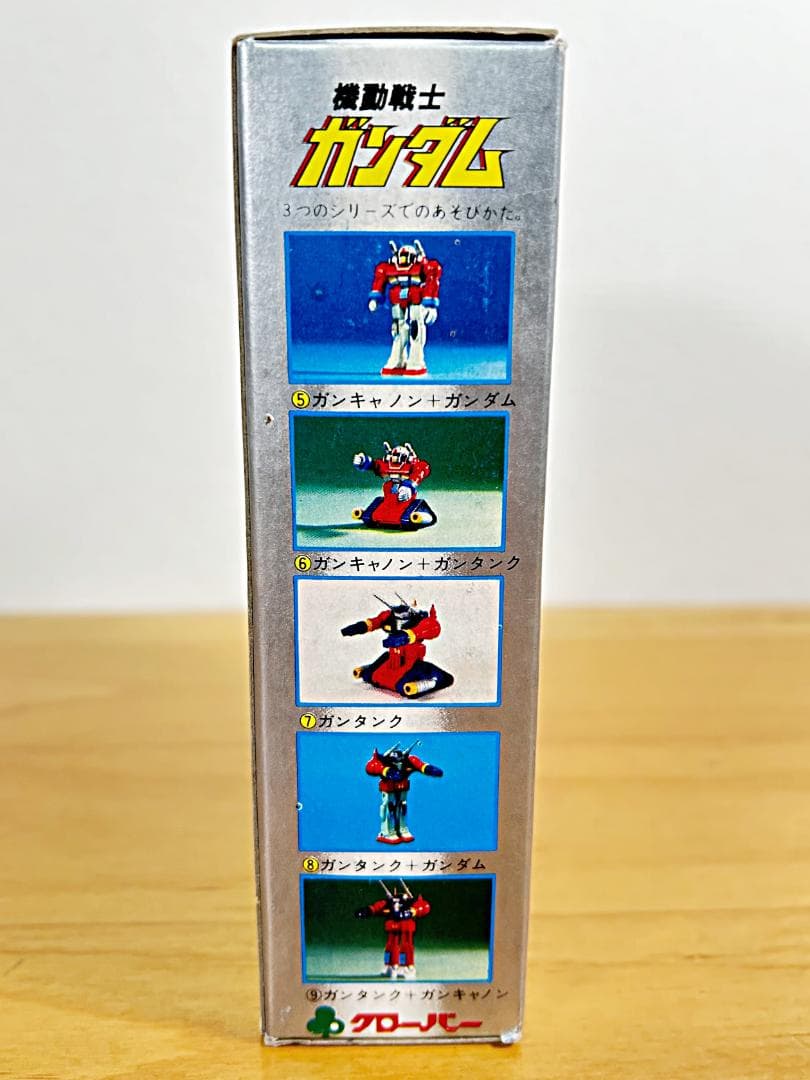 機動戦士
ガンダム
3つのシリーズでのあそびかた。
⑤ガンキャノン+ガンダム
⑥ガンキャノン+ガンタンク
⑦ガンタンク
⑧ガンタンク+ガンダム
⑨ガンタンク+ガンキャノン
クローバー